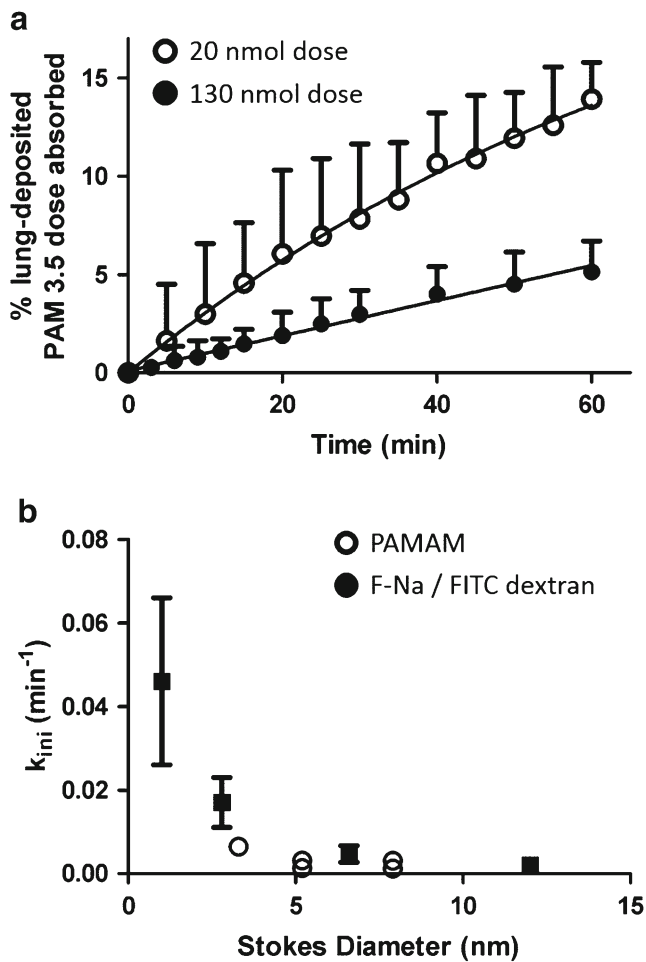 a
% lung-deposited
PAM 3.5 dose absorbed
20 nmol dose
130 nmol dose
15
10
5
0
0
20
40
60
Time (min)
b
kini (min-1)
PAMAM
F-Na / FITC dextran
0.08
0.06
0.04
0.02
0.00
0
5
10
15
Stokes Diameter (nm)